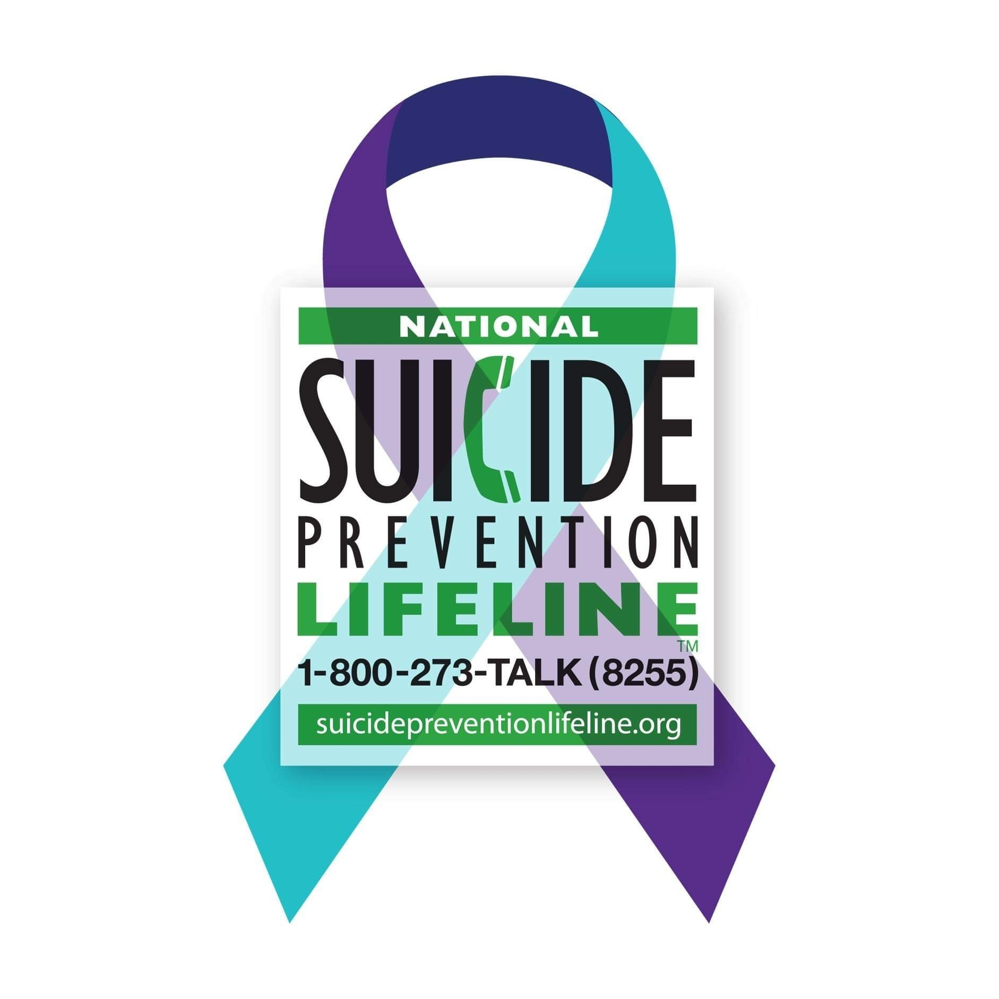 NATIONAL
SUICIDE
PREVENTION
LIFELINE
TM
1-800-273-TALK (8255)
suicidepreventionlifeline.org